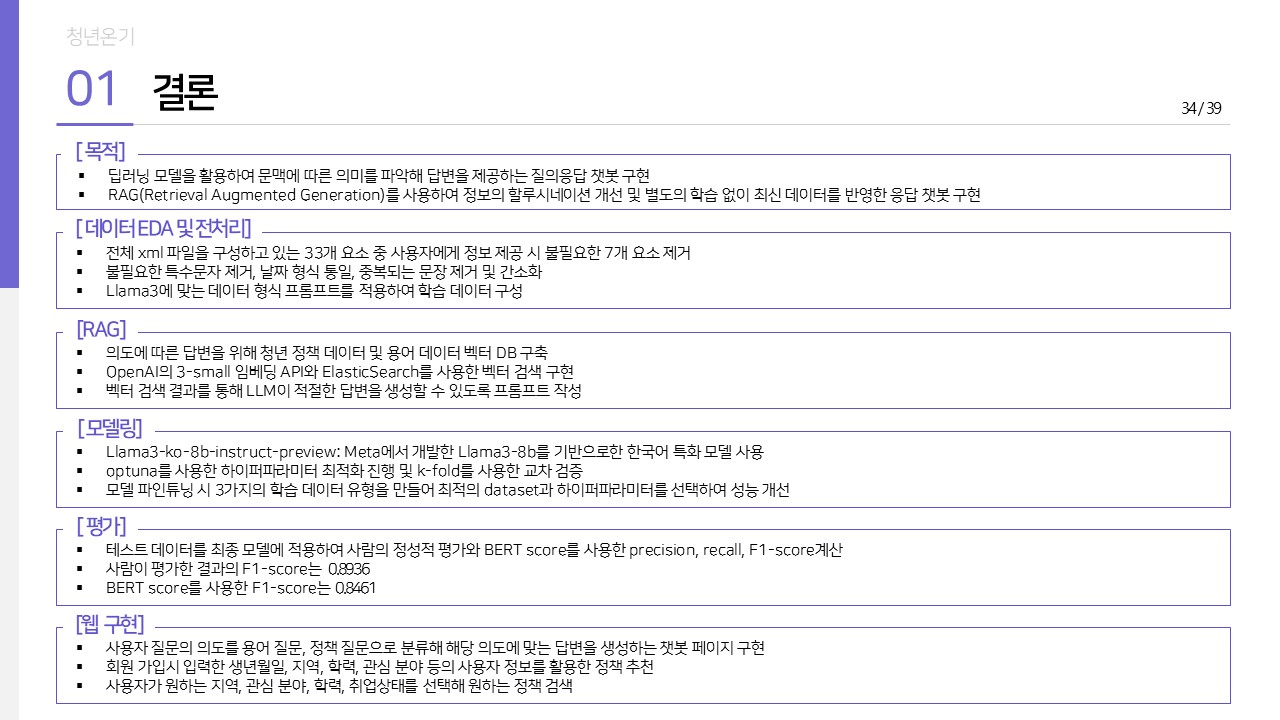 청년온기
01 결론
34 / 39
[ 목적]
▪ 딥러닝 모델을 활용하여 문맥에 따른 의미를 파악해 답변을 제공하는 질의응답 챗봇 구현
▪ RAG(Retrieval Augmented Generation)를 사용하여 정보의 할루시네이션 개선 및 별도의 학습 없이 최신 데이터를 반영한 응답 챗봇 구현
[ 데이터 EDA 및 전처리]
▪ 전체 xml 파일을 구성하고 있는 33개 요소 중 사용자에게 정보 제공 시 불필요한 7개 요소 제거
▪ 불필요한 특수문자 제거, 날짜 형식 통일, 중복되는 문장 제거 및 간소화
▪ Llama3에 맞는 데이터 형식 프롬프트를 적용하여 학습 데이터 구성
[RAG]
▪ 의도에 따른 답변을 위해 청년 정책 데이터 및 용어 데이터 벡터 DB 구축
▪ OpenAI의 3-small 임베딩 API와 ElasticSearch를 사용한 벡터 검색 구현
▪ 벡터 검색 결과를 통해 LLM이 적절한 답변을 생성할 수 있도록 프롬프트 작성
[ 모델링]
▪ Llama3-ko-8b-instruct-preview: Meta에서 개발한 Llama3-8b를 기반으로한 한국어 특화 모델 사용
▪ optuna를 사용한 하이퍼파라미터 최적화 진행 및 k-fold를 사용한 교차 검증
▪ 모델 파인튜닝 시 3가지의 학습 데이터 유형을 만들어 최적의 dataset과 하이퍼파라미터를 선택하여 성능 개선
[ 평가]
▪ 테스트 데이터를 최종 모델에 적용하여 사람의 정성적 평가와 BERT score를 사용한 precision, recall, F1-score계산
▪ 사람이 평가한 결과의 F1-score는 0.8936
▪ BERT score를 사용한 F1-score는 0.8461
[웹 구현]
▪ 사용자 질문의 의도를 용어 질문, 정책 질문으로 분류해 해당 의도에 맞는 답변을 생성하는 챗봇 페이지 구현
▪ 회원 가입시 입력한 생년월일, 지역, 학력, 관심 분야 등의 사용자 정보를 활용한 정책 추천
▪ 사용자가 원하는 지역, 관심 분야, 학력, 취업상태를 선택해 원하는 정책 검색